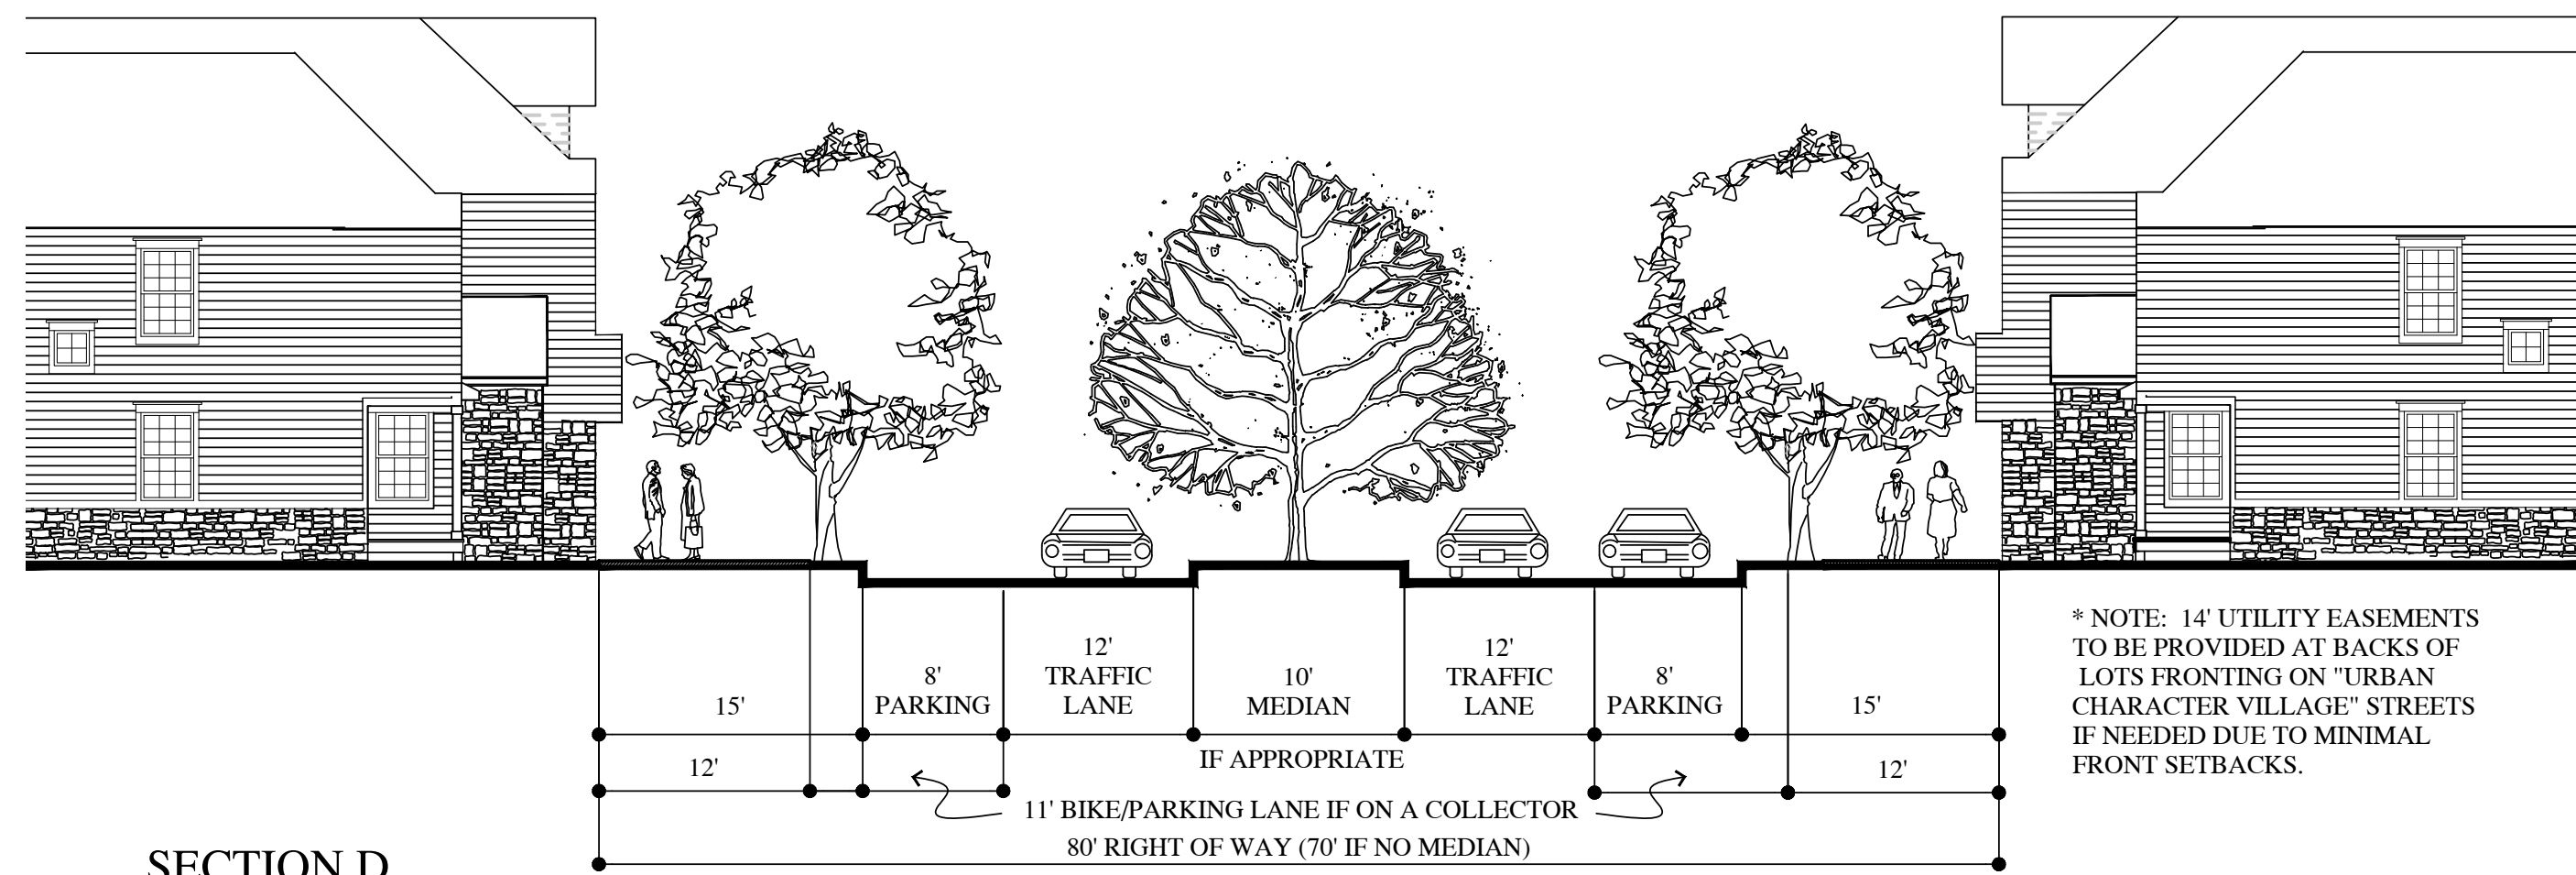 15'
8'
PARKING
12'
TRAFFIC
LANE
10'
MEDIAN
12'
TRAFFIC
LANE
8'
PARKING
15'
IF APPROPRIATE
12'
12'
11' BIKE/PARKING LANE IF ON A COLLECTOR
80' RIGHT OF WAY (70' IF NO MEDIAN)
* NOTE: 14' UTILITY EASEMENTS
TO BE PROVIDED AT BACKS OF
LOTS FRONTING ON "URBAN
CHARACTER VILLAGE" STREETS
IF NEEDED DUE TO MINIMAL
FRONT SETBACKS.
SECTION D